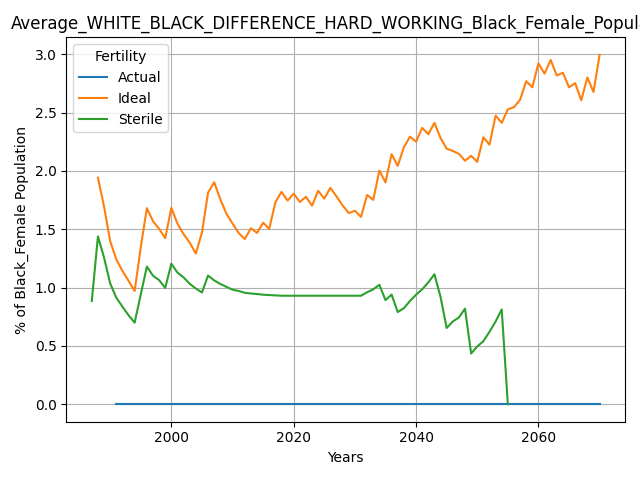 Average_WHITE_BLACK_DIFFERENCE_HARD_WORKING_Black_Female_Popul
Fertility
Actual
Ideal
Sterile
% of Black_Female Population
3.0
2.5
2.0
1.5
1.0
0.5
0.0
2000 2020 2040 2060
Years